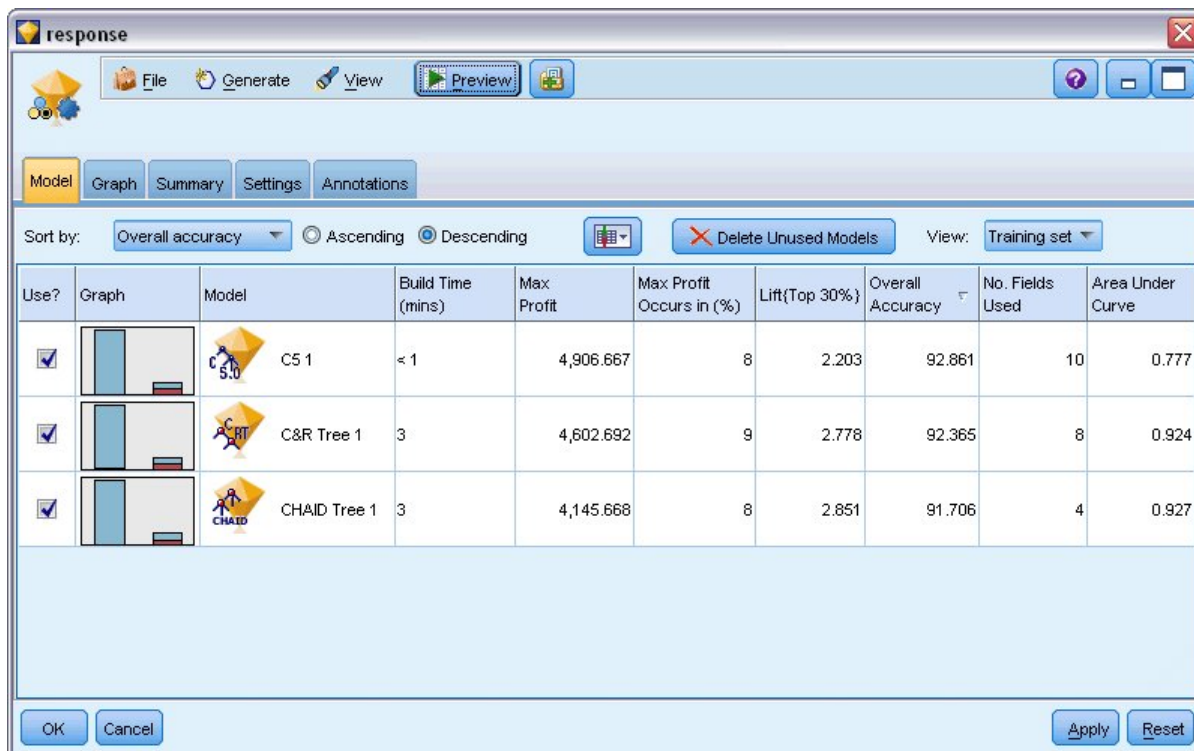 response
File Generate View Preview
Model Graph Summary Settings Annotations
Sort by: Overall accuracy Ascending Descending Delete Unused Models View: Training set
Use? Graph Model Build Time (mins) Max Profit Max Profit Occurs in (%) Lift{Top 30%} Overall Accuracy No. Fields Used Area Under Curve
C 5.0 C5 1 < 1 4,906.667 8 2.203 92.861 10 0.777
C RT C&R Tree 1 3 4,602.692 9 2.778 92.365 8 0.924
CHAID CHAID Tree 1 3 4,145.668 8 2.851 91.706 4 0.927
OK Cancel Apply Reset